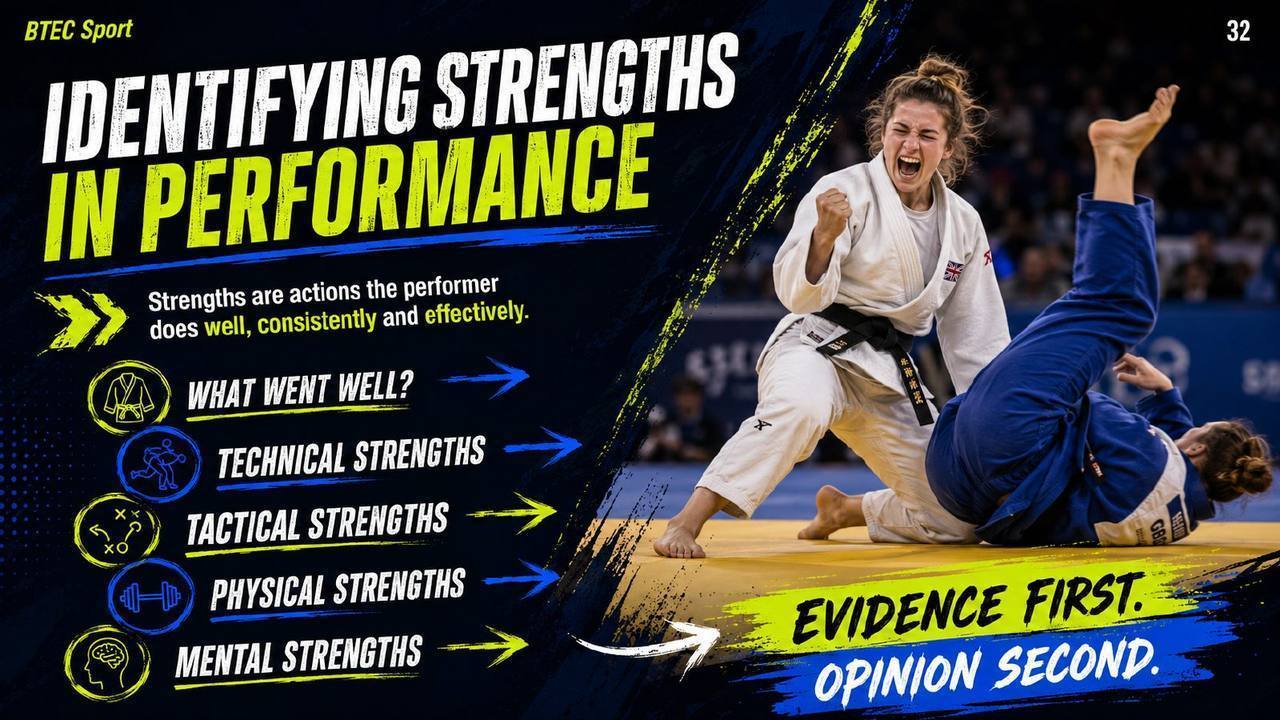 BTEC Sport
32
IDENTIFYING STRENGTHS
IN PERFORMANCE
Strengths are actions the performer
does well, consistently and effectively.
WHAT WENT WELL?
TECHNICAL STRENGTHS
TACTICAL STRENGTHS
PHYSICAL STRENGTHS
MENTAL STRENGTHS
EVIDENCE FIRST.
OPINION SECOND.